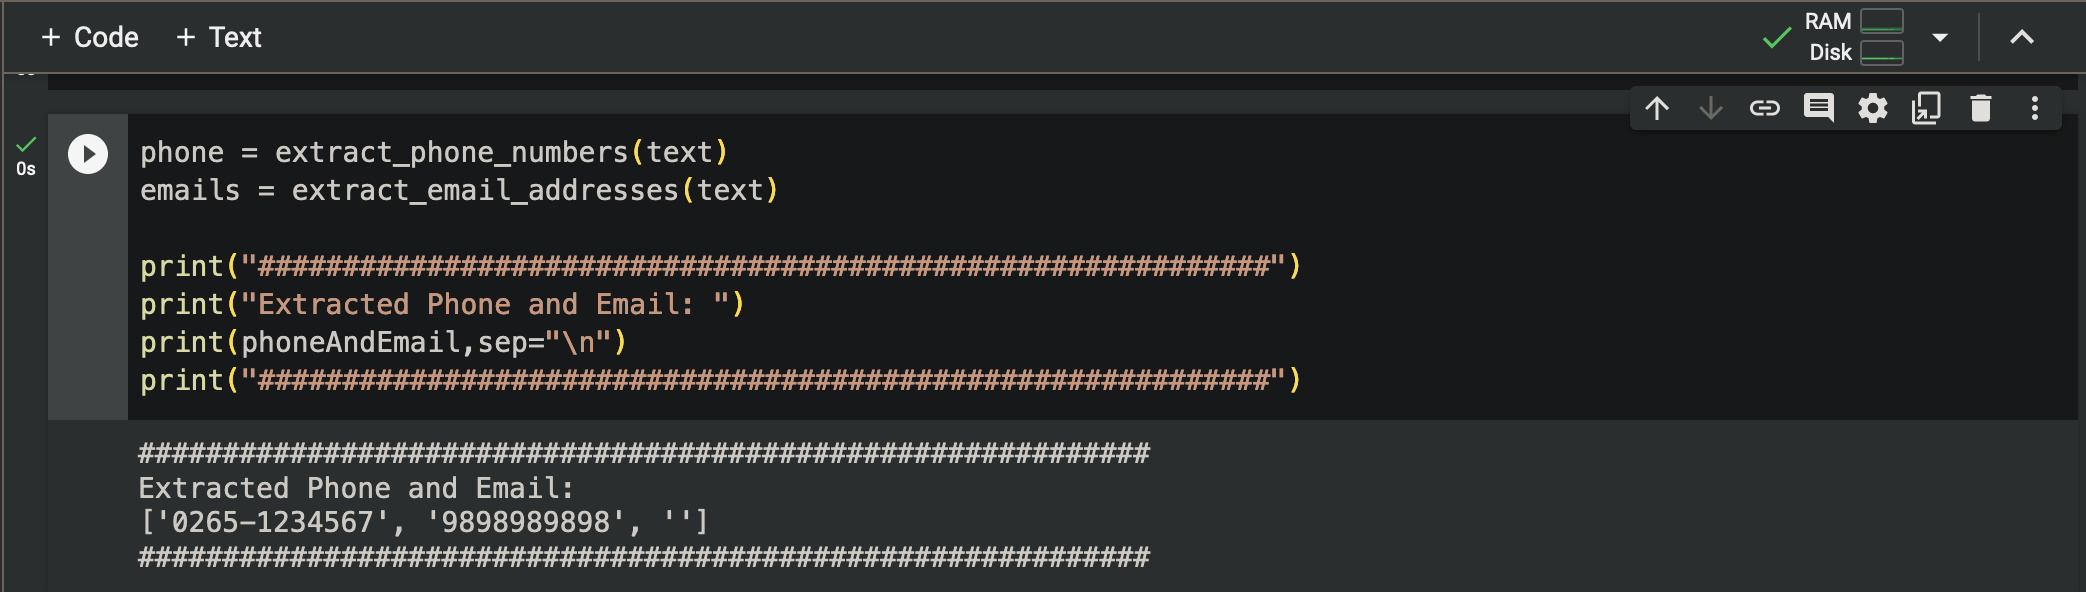 + Code + Text
RAM
Disk
0s
phone = extract_phone_numbers(text)
emails = extract_email_addresses(text)
print("############################################################")
print("Extracted Phone and Email: ")
print(phoneAndEmail,sep="\n")
print("############################################################")
############################################################
Extracted Phone and Email:
['0265-1234567', '9898989898', '']
############################################################